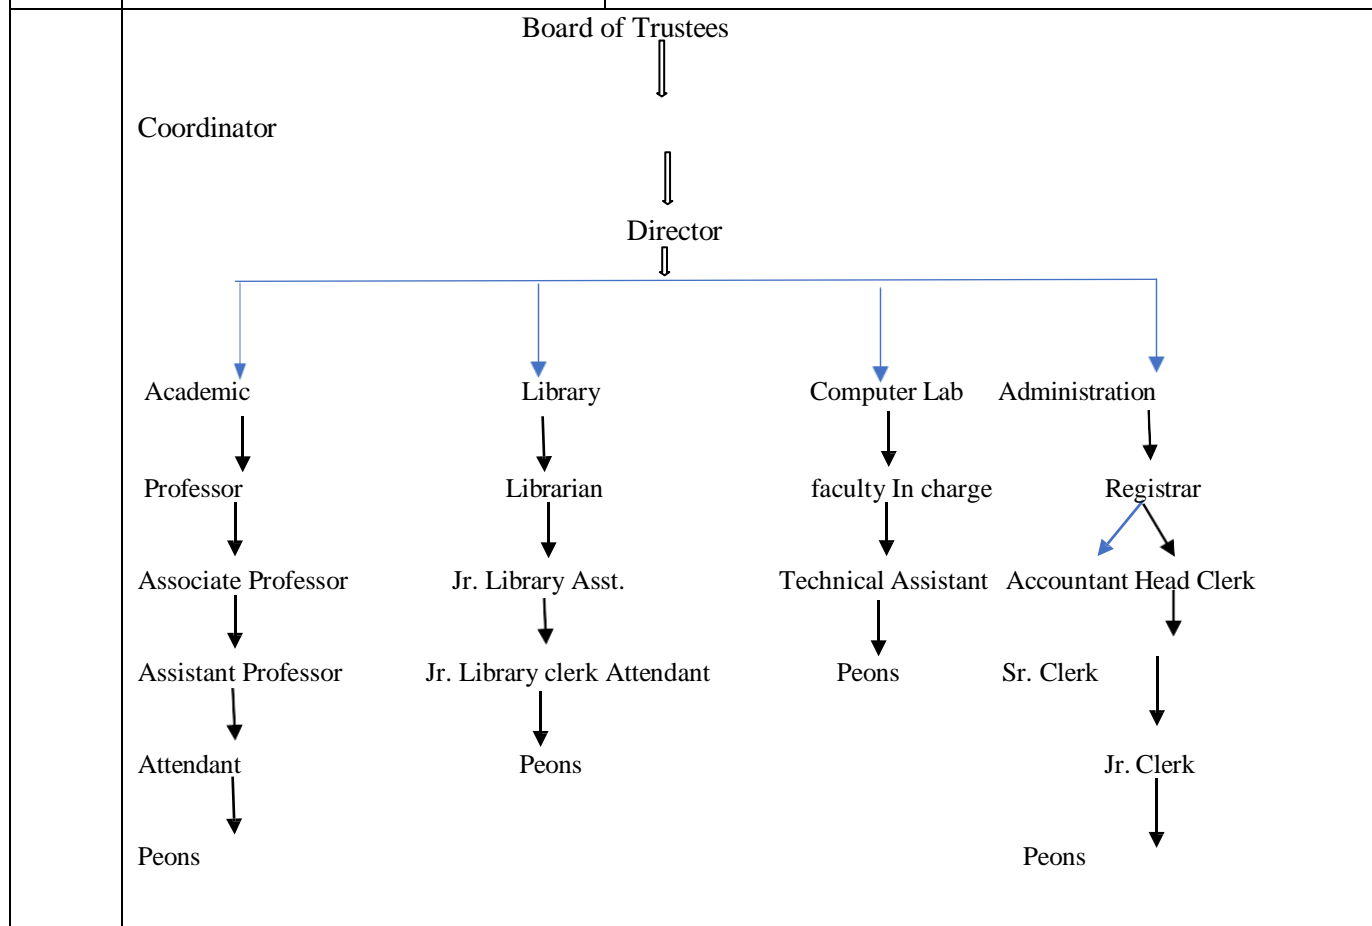 Board of Trustees
Coordinator
Director
Academic Library Computer Lab Administration
Professor Librarian faculty In charge Registrar
Associate Professor Jr. Library Asst. Technical Assistant Accountant Head Clerk
Assistant Professor Jr. Library clerk Attendant Peons Sr. Clerk
Attendant Peons Jr. Clerk
Peons Peons